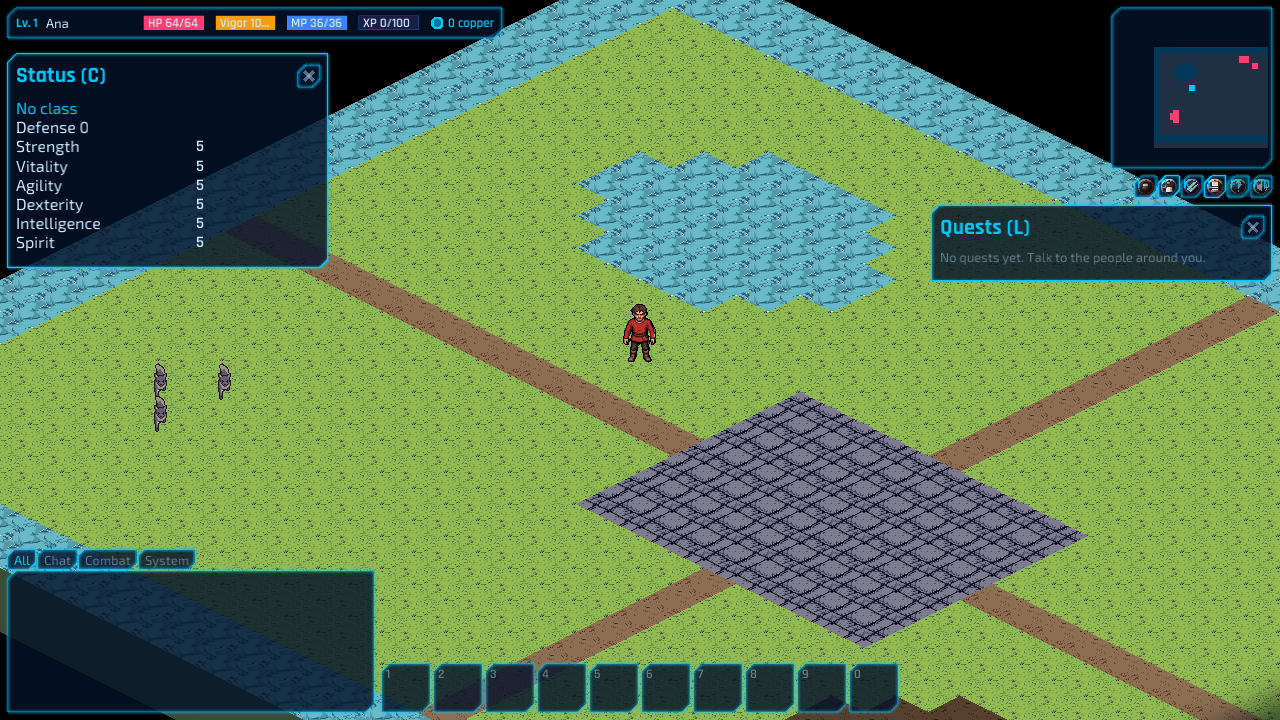 Lv. 1 Ana HP 64/64 Vigor 10... MP 36/36 XP 0/100 0 copper
Status (C)
No class
Defense 0
Strength 5
Vitality 5
Agility 5
Dexterity 5
Intelligence 5
Spirit 5
Quests (L)
No quests yet. Talk to the people around you.
All Chat Combat System
1 2 3 4 5 6 7 8 9 0